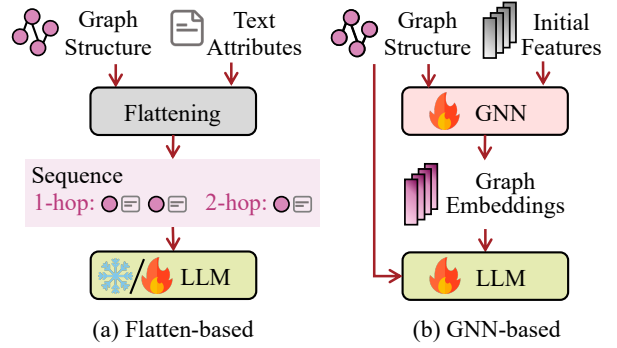 Graph
Structure
Text
Attributes
Flattening
Sequence
1-hop: 2-hop:
/ LLM
(a) Flatten-based
Graph
Structure
Initial
Features
GNN
Graph
Embeddings
LLM
(b) GNN-based